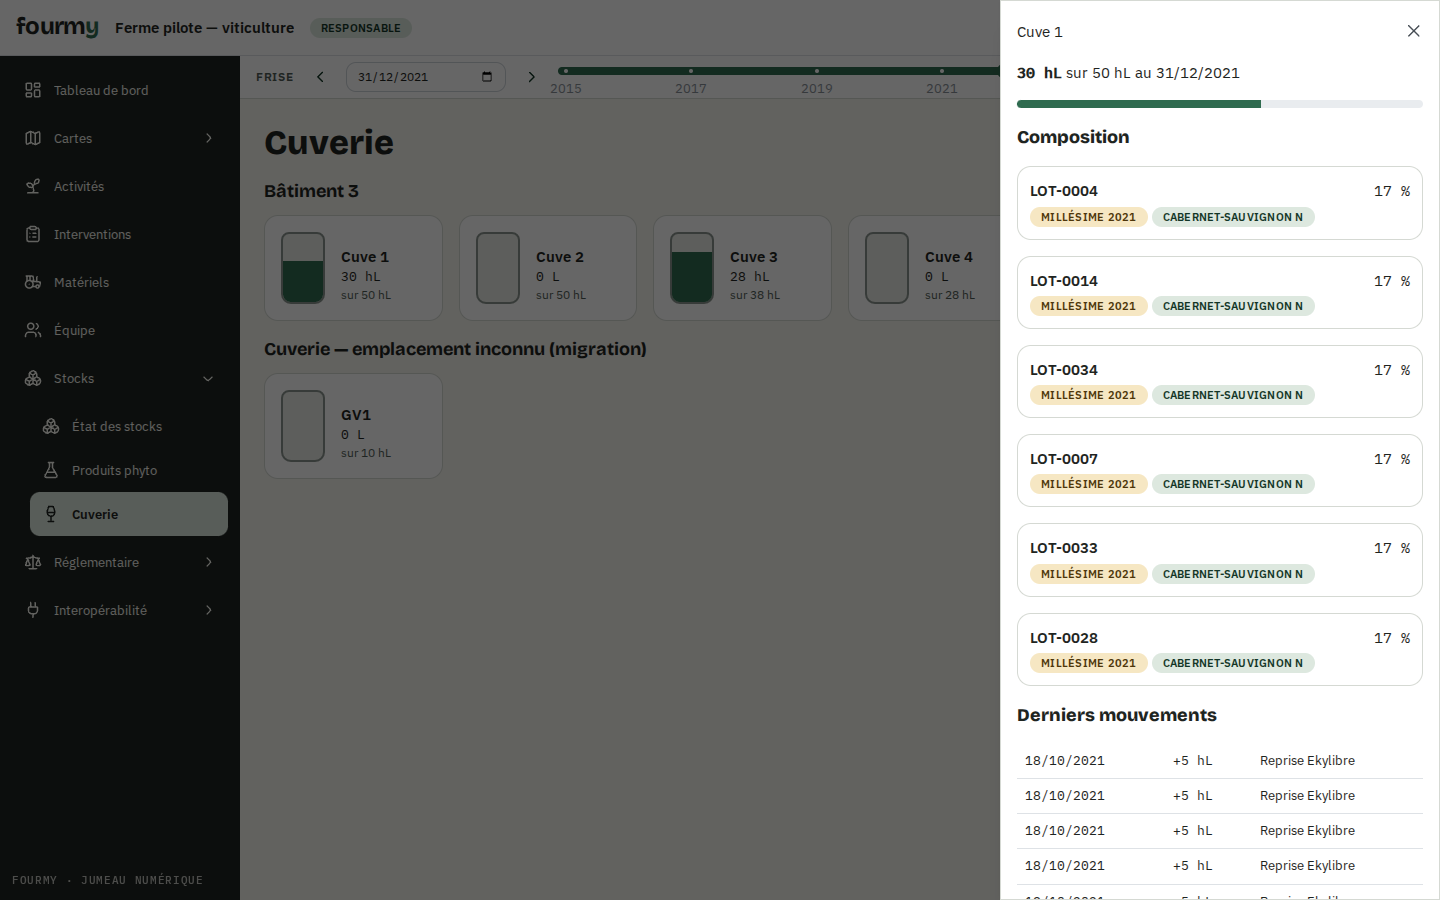 fourmy
Ferme pilote — viticulture
RESPONSABLE
Tableau de bord
Cartes
Activités
Interventions
Matériels
Équipe
Stocks
État des stocks
Produits phyto
Cuverie
Réglementaire
Interopérabilité
FOURMY · JUMEAU NUMÉRIQUE
FRISE
31/12/2021
2015 2017 2019 2021
Cuverie
Bâtiment 3
Cuve 1
30 hL
sur 50 hL
Cuve 2
0 L
sur 50 hL
Cuve 3
28 hL
sur 38 hL
Cuve 4
0 L
sur 28 hL
Cuverie — emplacement inconnu (migration)
GV1
0 L
sur 10 hL
Cuve 1
30 hL sur 50 hL au 31/12/2021
Composition
LOT-0004 17 %
MILLÉSIME 2021 CABERNET-SAUVIGNON N
LOT-0014 17 %
MILLÉSIME 2021 CABERNET-SAUVIGNON N
LOT-0034 17 %
MILLÉSIME 2021 CABERNET-SAUVIGNON N
LOT-0007 17 %
MILLÉSIME 2021 CABERNET-SAUVIGNON N
LOT-0033 17 %
MILLÉSIME 2021 CABERNET-SAUVIGNON N
LOT-0028 17 %
MILLÉSIME 2021 CABERNET-SAUVIGNON N
Derniers mouvements
18/10/2021 +5 hL Reprise Ekylibre
18/10/2021 +5 hL Reprise Ekylibre
18/10/2021 +5 hL Reprise Ekylibre
18/10/2021 +5 hL Reprise Ekylibre